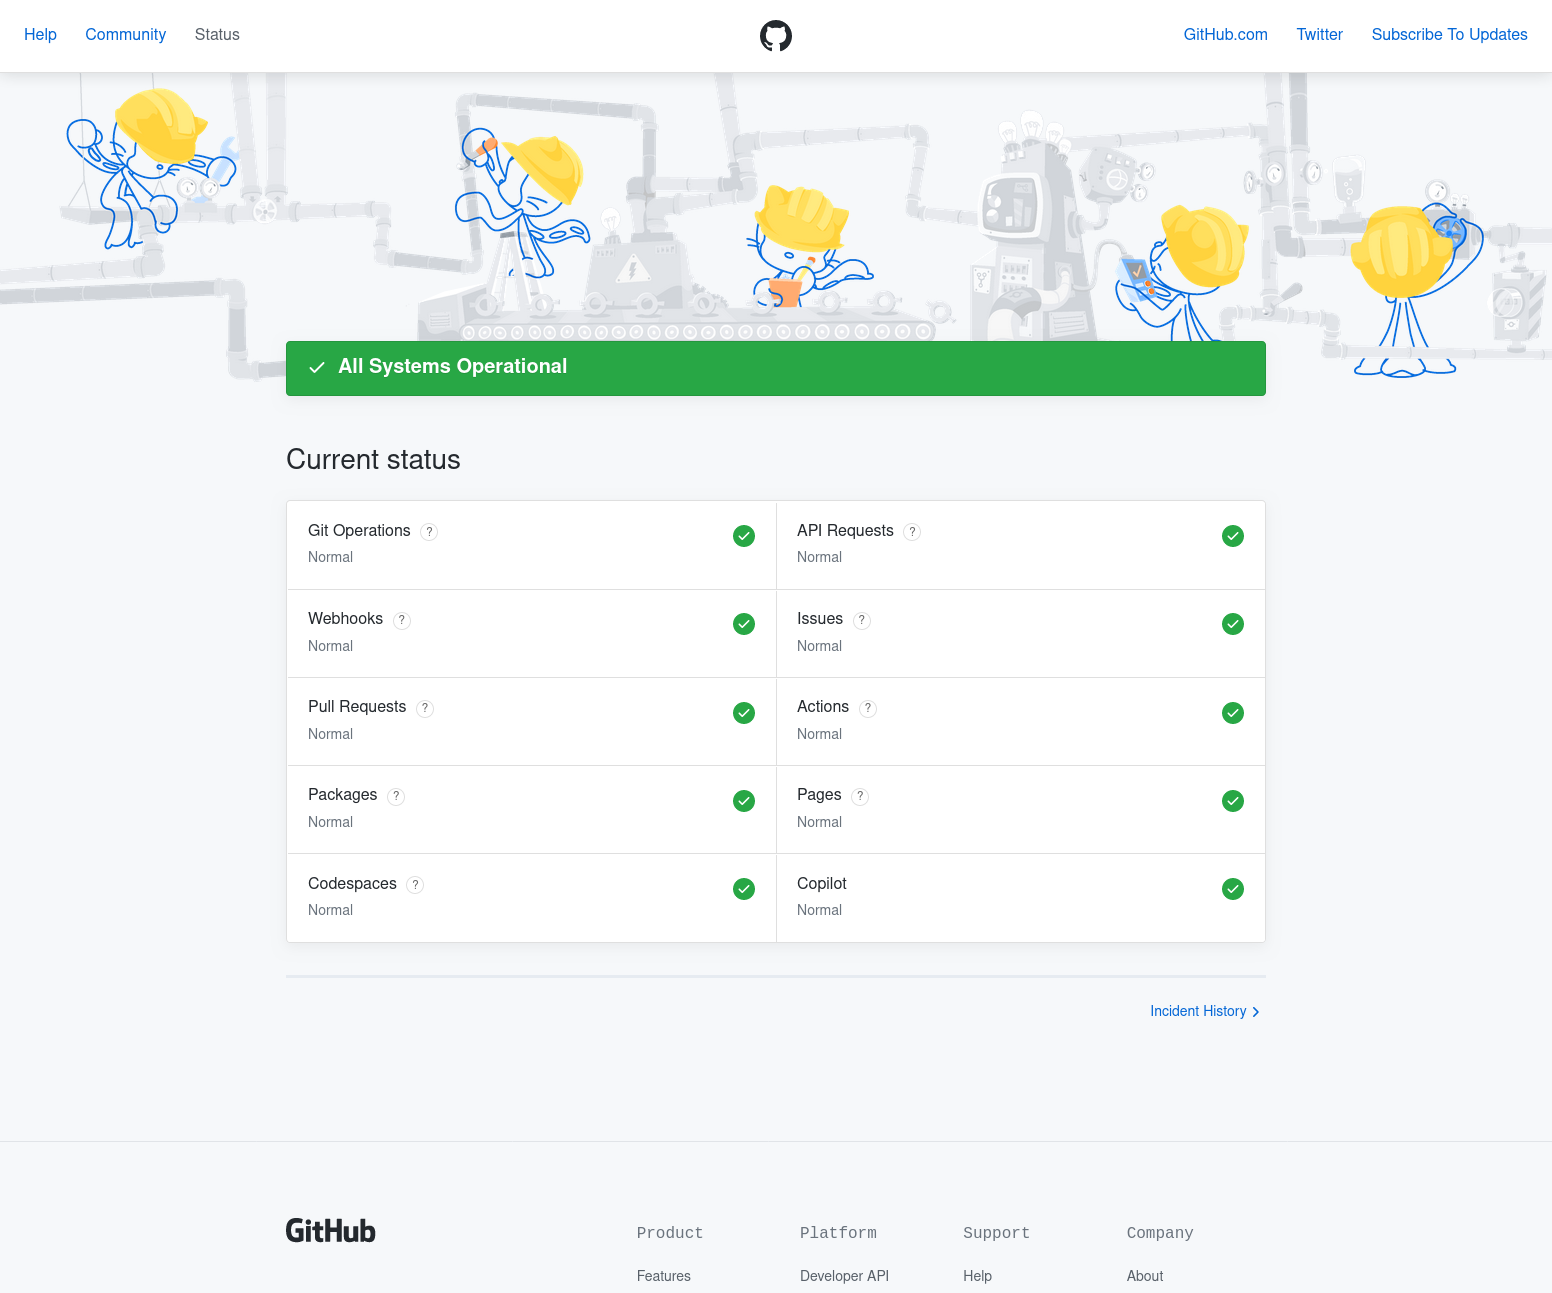 Help Community Status GitHub.com Twitter Subscribe To Updates
All Systems Operational
Current status
Git Operations ?
Normal
API Requests ?
Normal
Webhooks ?
Normal
Issues ?
Normal
Pull Requests ?
Normal
Actions ?
Normal
Packages ?
Normal
Pages ?
Normal
Codespaces ?
Normal
Copilot
Normal
Incident History
GitHub
Product Platform Support Company
Features Developer API Help About